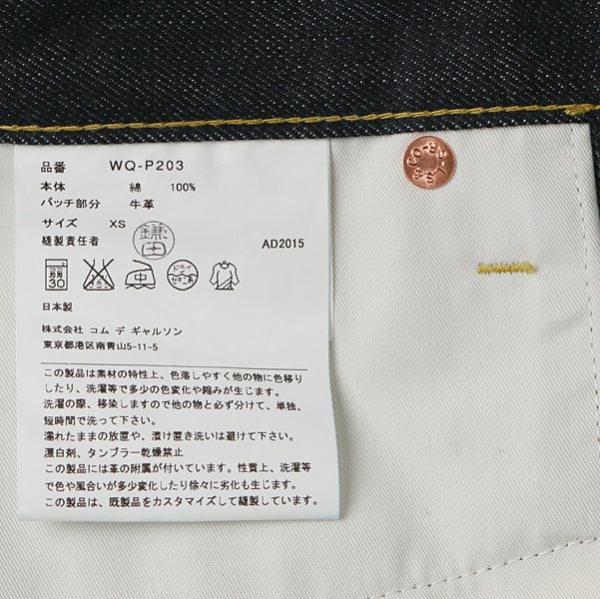 品番 WQ-P203
本体 綿 100%
パッチ部分 牛革
サイズ XS
縫製責任者 鎌田 AD2015
30 ドライ
日本製
株式会社 コム デ ギャルソン
東京都港区南青山5-11-5
この製品は素材の特性上、色落しやすく他の物に色移り
したり、洗濯等で多少の色変化や縮みが生じます。
洗濯の際、移染しますので他の物と必ず分けて、単独、
短時間で洗って下さい。
濡れたままの放置や、漬け置き洗いは避けて下さい。
漂白剤、タンブラー乾燥禁止
この製品には革の附属が付いています。性質上、洗濯等
で色や風合いが多少変化したり徐々に劣化も生じます。
この製品は、既製品をカスタマイズして縫製しています。